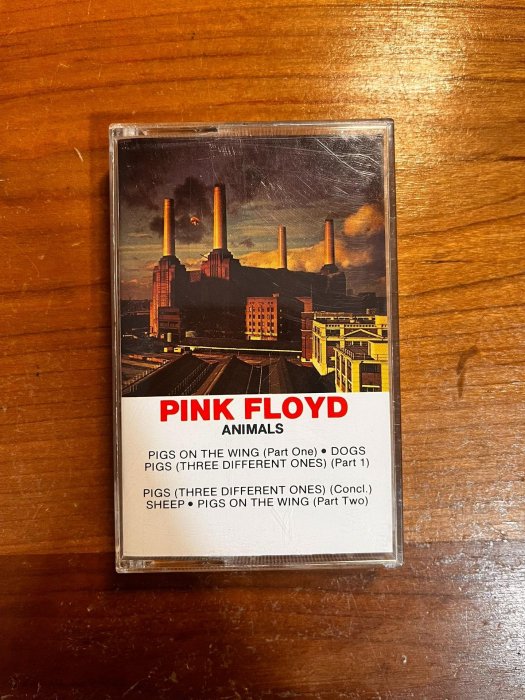 PINK FLOYD
ANIMALS
PIGS ON THE WING (Part One) • DOGS
PIGS (THREE DIFFERENT ONES) (Part 1)
PIGS (THREE DIFFERENT ONES) (Concl.)
SHEEP • PIGS ON THE WING (Part Two)